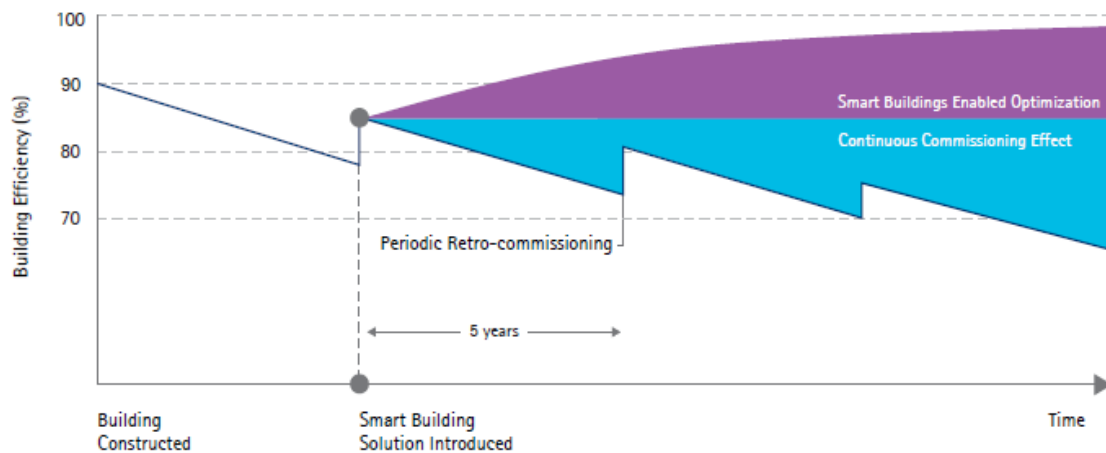 100
90
80
70
Building Efficiency (%)
Smart Buildings Enabled Optimization
Continuous Commissioning Effect
Periodic Retro-commissioning
5 years
Building
Constructed
Smart Building
Solution Introduced
Time